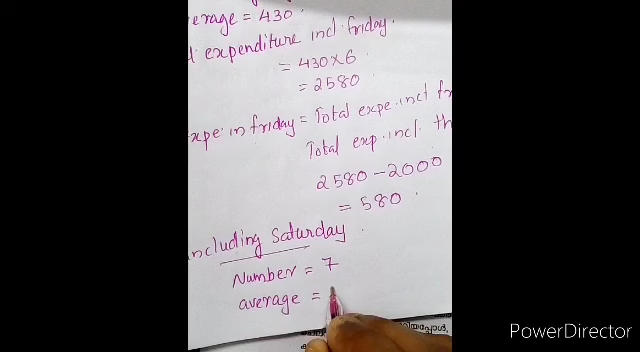 erage = 430
l expenditure incl friday.
= 430 × 6
= 2580
xpe. in friday = Total expe. incl fr
Total exp. incl. th
2580 - 2000
= 580
ncluding Saturday
Number = 7
average =
PowerDirector